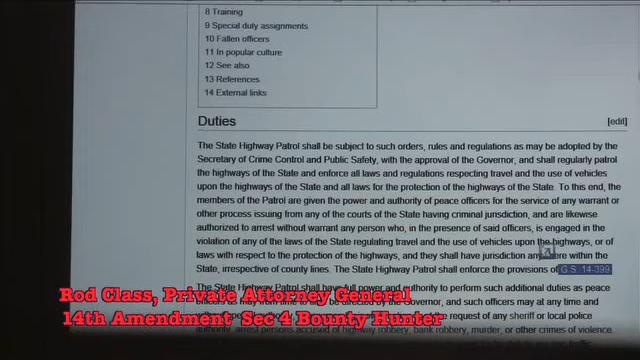 8 Training
9 Special duty assignments
10 Fallen officers
11 In popular culture
12 See also
13 References
14 External links
Duties
[edit]
The State Highway Patrol shall be subject to such orders, rules and regulations as may be adopted by the
Secretary of Crime Control and Public Safety, with the approval of the Governor, and shall regularly patrol
the highways of the State and enforce all laws and regulations respecting travel and the use of vehicles
upon the highways of the State and all laws for the protection of the highways of the State. To this end, the
members of the Patrol are given the power and authority of peace officers for the service of any warrant or
other process issuing from any of the courts of the State having criminal jurisdiction, and are likewise
authorized to arrest without warrant any person who, in the presence of said officers, is engaged in the
violation of any of the laws of the State regulating travel and the use of vehicles upon the highways, or of
laws with respect to the protection of the highways, and they shall have jurisdiction anywhere within the
State, irrespective of county lines. The State Highway Patrol shall enforce the provisions of G.S. 14-399
The State Highway Patrol shall have full power and authority to perform such additional duties as peace
by the Governor, and such officers may at any time and
Rod Class, Private Attorney General
the request of any sheriff or local police
14th Amendment Sec 4 Bounty Hunter
authority, arrest persons accused of highway robbery, bank robbery, murder, or other crimes of violence.